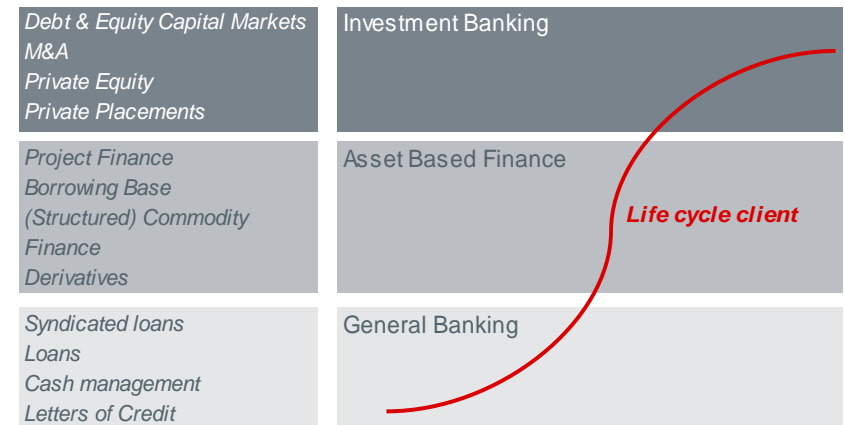 Debt & Equity Capital Markets
M&A
Private Equity
Private Placements
Investment Banking
Project Finance
Borrowing Base
(Structured) Commodity
Finance
Derivatives
Asset Based Finance
Life cycle client
Syndicated loans
Loans
Cash management
Letters of Credit
General Banking